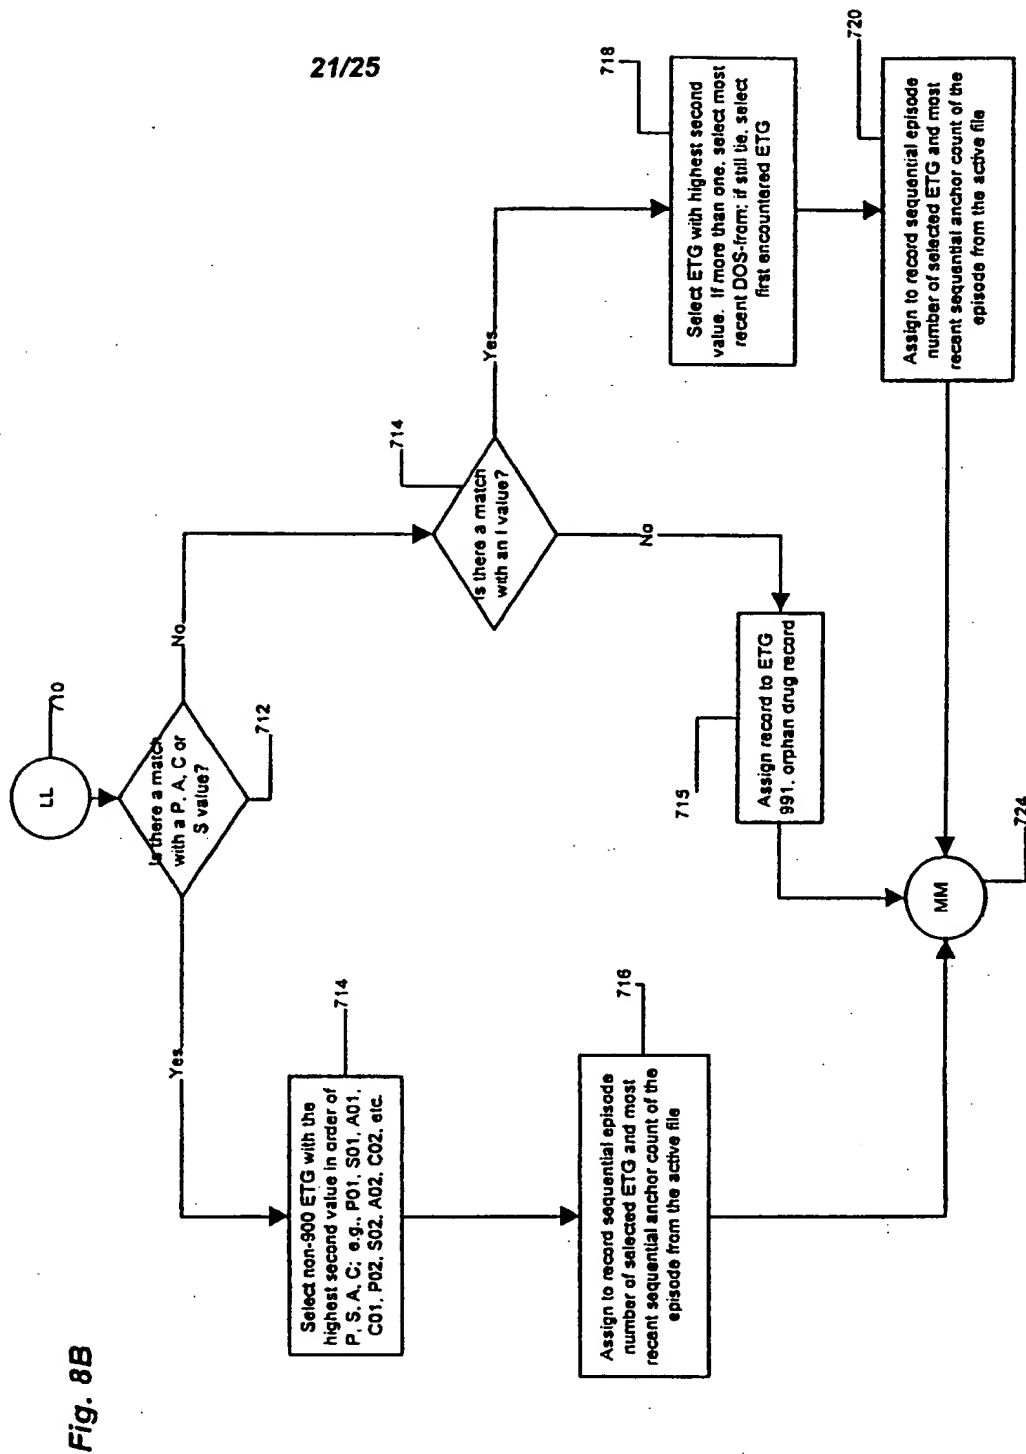 21/25
Fig. 8B
LL
710
Is there a match
with a P, A, C or
S value?
712
Yes
No
Select non-900 ETG with the
highest second value in order of
P, S, A, C; e.g., P01, S01, A01,
C01, P02, S02, A02, C02, etc.
714
Assign to record sequential episode
number of selected ETG and most
recent sequential anchor count of the
episode from the active file
716
Is there a match
with an I value?
714
Yes
No
Assign record to ETG
991, orphan drug record
715
Select ETG with highest second
value. If more than one, select most
recent DOS-from; if still tie, select
first encountered ETG
718
Assign to record sequential episode
number of selected ETG and most
recent sequential anchor count of the
episode from the active file
720
MM
724